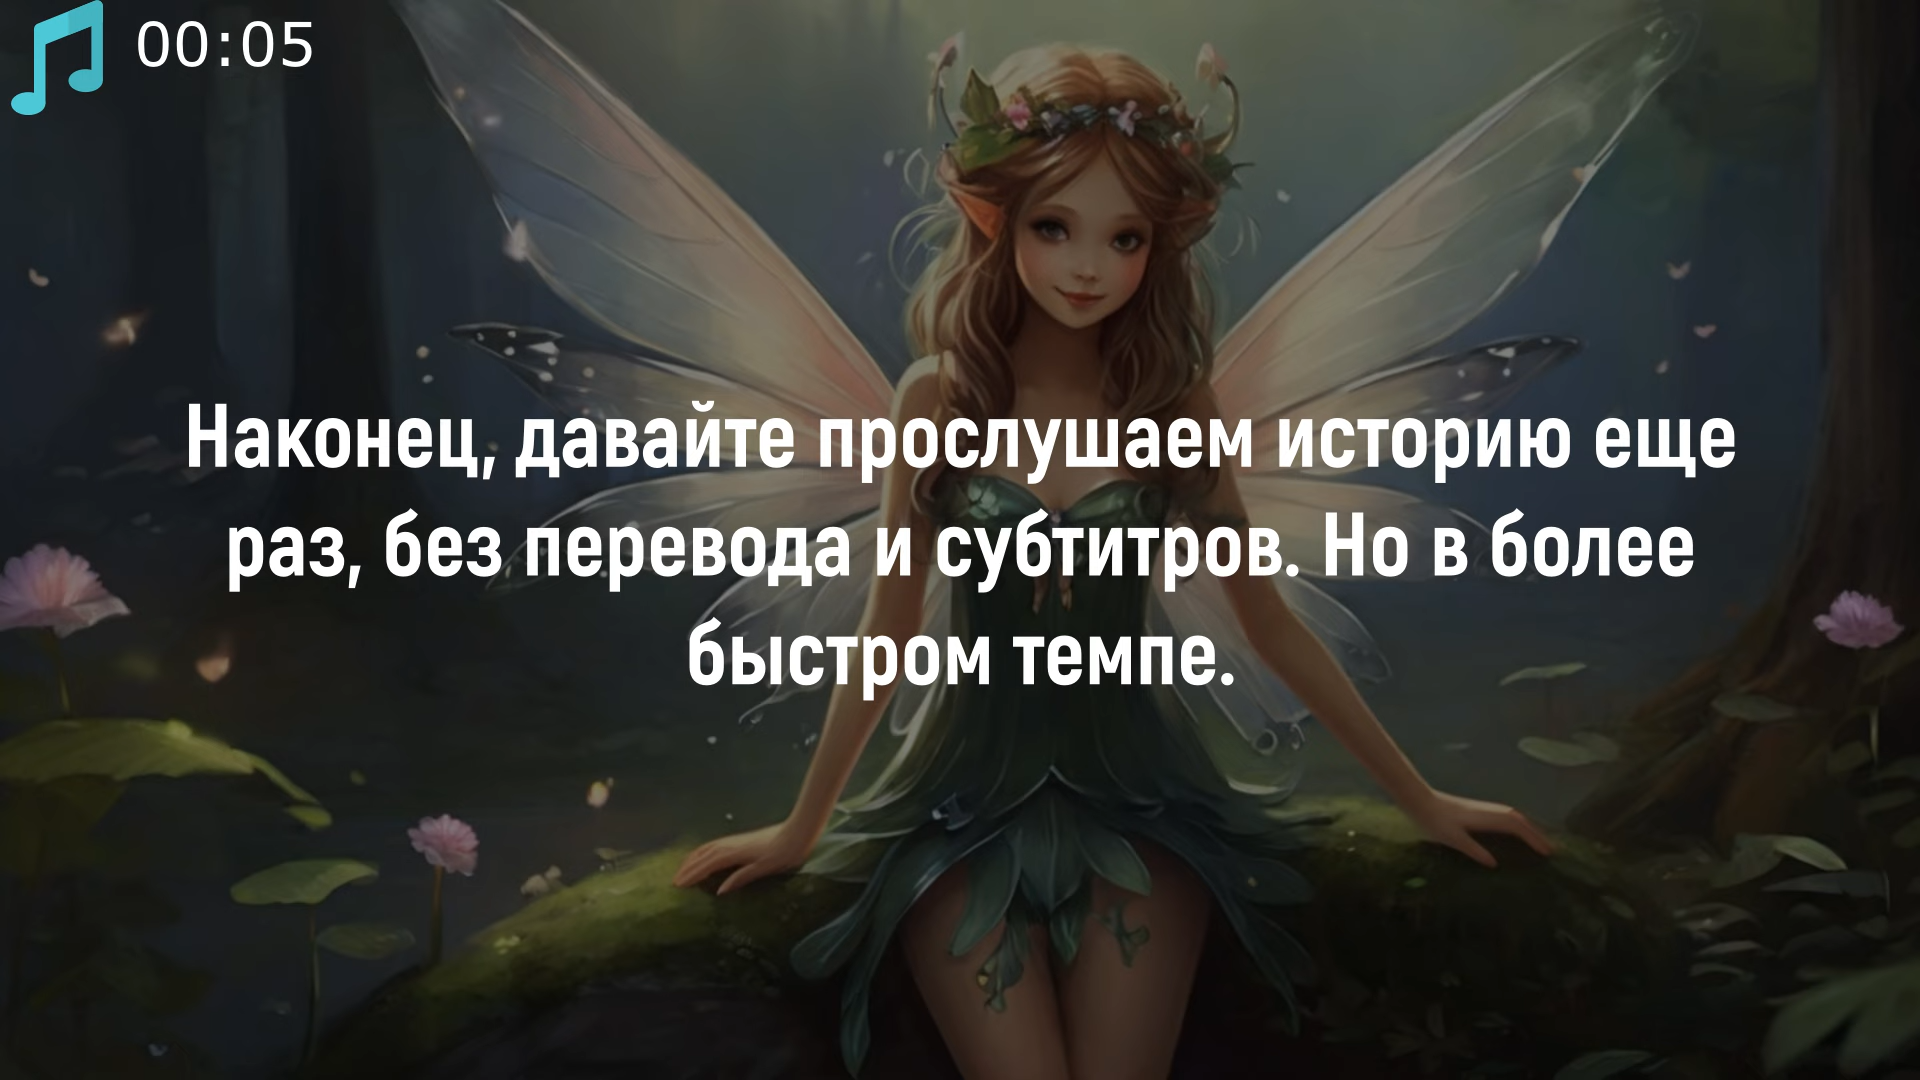 00:05
Наконец, давайте прослушаем историю еще
раз, без перевода и субтитров. Но в более
быстром темпе.